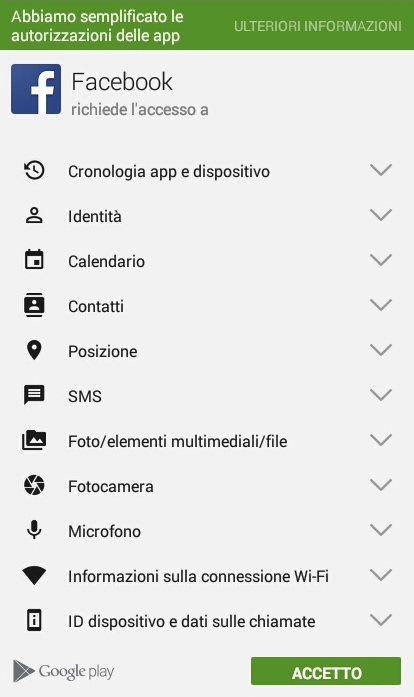 Abbiamo semplificato le
autorizzazioni delle app
ULTERIORI INFORMAZIONI
Facebook
richiede l'accesso a
Cronologia app e dispositivo
Identità
Calendario
Contatti
Posizione
SMS
Foto/elementi multimediali/file
Fotocamera
Microfono
Informazioni sulla connessione Wi-Fi
ID dispositivo e dati sulle chiamate
Google play
ACCETTO